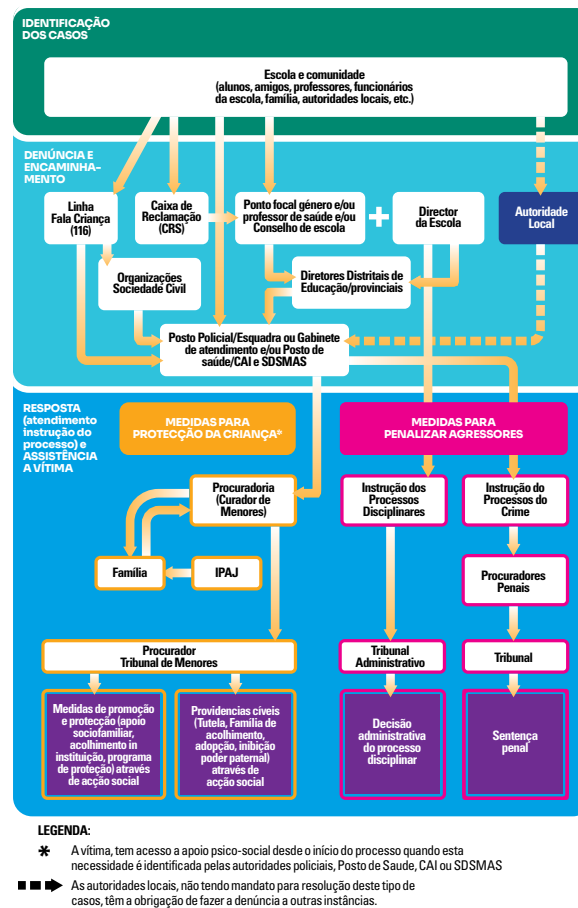 IDENTIFICAÇÃO
DOS CASOS
Escola e comunidade
(alunos, amigos, professores, funcionários
da escola, família, autoridades locais, etc.)
DENÚNCIA E
ENCAMINHA-
MENTO
Linha
Fala Criança
(116)
Caixa de
Reclamação
(CRS)
Ponto focal género e/ou
professor de saúde e/ou
Conselho de escola
+
Director
da Escola
Autoridade
Local
Organizações
Sociedade Civil
Diretores Distritais de
Educação/provinciais
Posto Policial/Esquadra ou Gabinete
de atendimento e/ou Posto de
saúde/CAI e SDSMAS
RESPOSTA
(atendimento
instrução do
processo) e
ASSISTÊNCIA
A VÍTIMA
MEDIDAS PARA
PROTECÇÃO DA CRIANÇA*
MEDIDAS PARA
PENALIZAR AGRESSORES
Procuradoria
(Curador de
Menores)
Instrução dos
Processos
Disciplinares
Instrução do
Processos do
Crime
Família
IPAJ
Procuradores
Penais
Procurador
Tribunal de Menores
Tribunal
Administrativo
Tribunal
Medidas de promoção
e protecção (apoio
sociofamiliar,
acolhimento in
instituição, programa
de proteção) através
de acção social
Providencias cíveis
(Tutela, Família de
acolhimento,
adopção, inibição
poder paternal)
através de
acção social
Decisão
administrativa
do processo
disciplinar
Sentença
penal
LEGENDA:
* A vítima, tem acesso a apoio psico-social desde o início do processo quando esta
necessidade é identificada pelas autoridades policiais, Posto de Saude, CAI ou SDSMAS
As autoridades locais, não tendo mandato para resolução deste tipo de
casos, têm a obrigação de fazer a denúncia a outras instâncias.